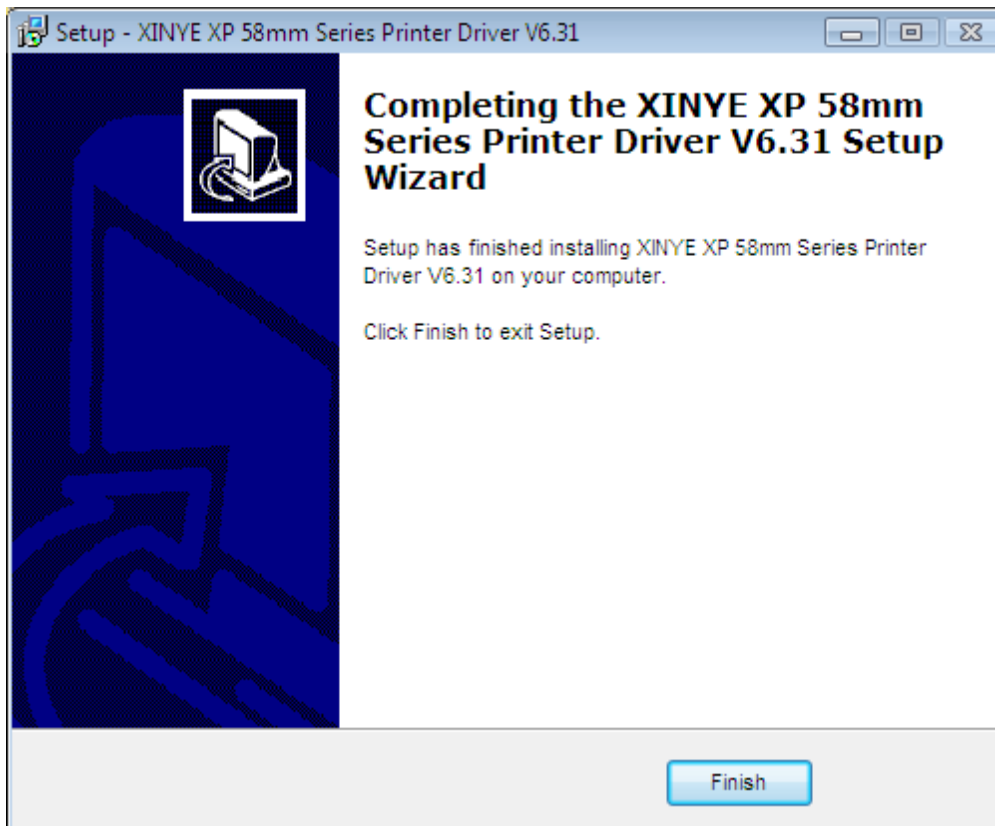 Setup - XINYE XP 58mm Series Printer Driver V6.31
Completing the XINYE XP 58mm
Series Printer Driver V6.31 Setup
Wizard
Setup has finished installing XINYE XP 58mm Series Printer
Driver V6.31 on your computer.
Click Finish to exit Setup.
Finish